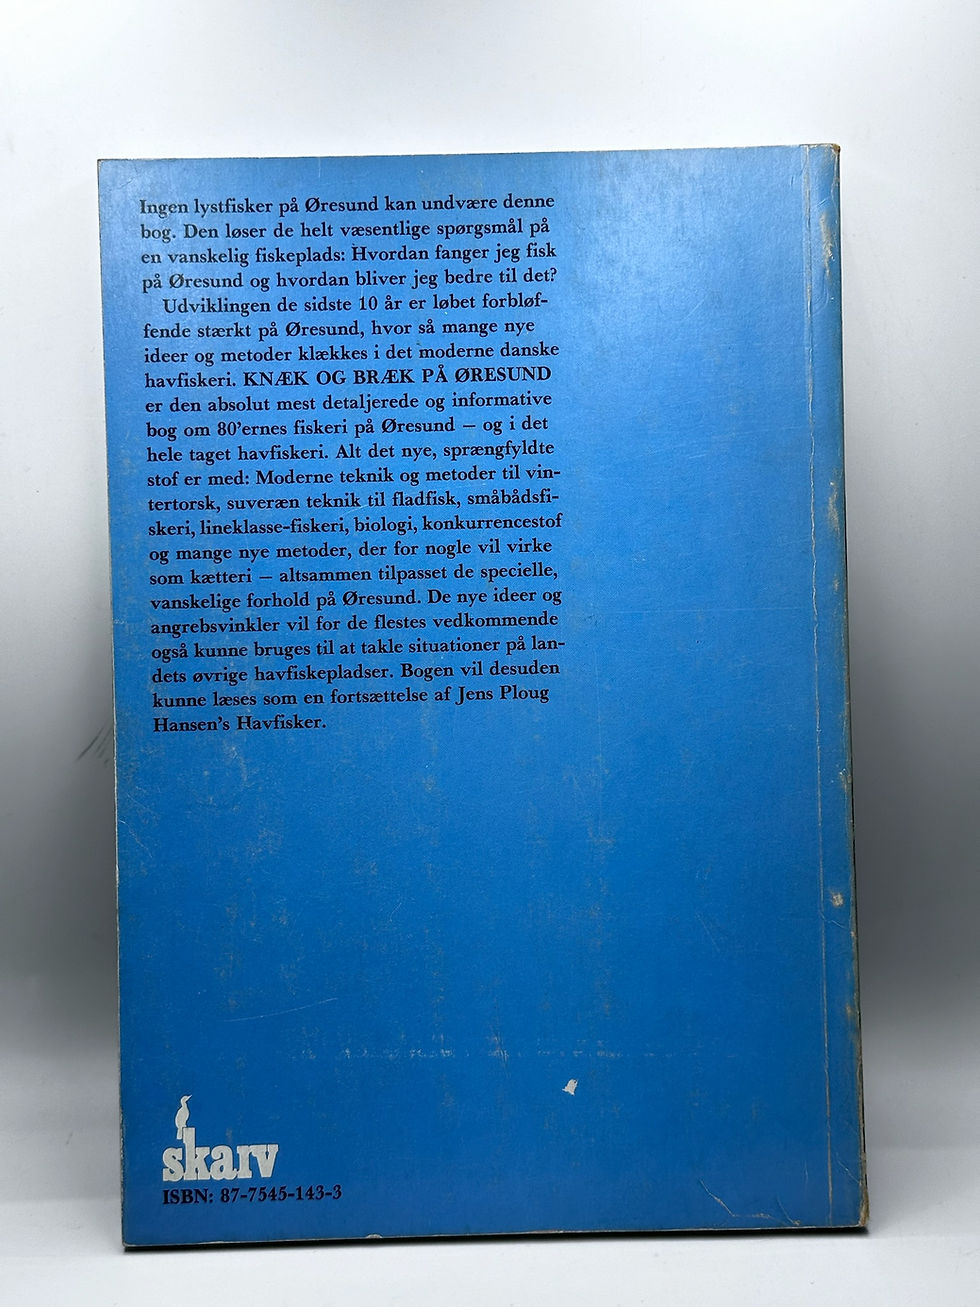 Ingen lystfisker på Øresund kan undvære denne
bog. Den løser de helt væsentlige spørgsmål på
en vanskelig fiskeplads: Hvordan fanger jeg fisk
på Øresund og hvordan bliver jeg bedre til det?
Udviklingen de sidste 10 år er løbet forbløf-
fende stærkt på Øresund, hvor så mange nye
ideer og metoder klækkes i det moderne danske
havfiskeri. KNÆK OG BRÆK PÅ ØRESUND
er den absolut mest detaljerede og informative
bog om 80'ernes fiskeri på Øresund – og i det
hele taget havfiskeri. Alt det nye, sprængfyldte
stof er med: Moderne teknik og metoder til vin-
tertorsk, suveræn teknik til fladfisk, småbådsfi-
skeri, lineklasse-fiskeri, biologi, konkurrencestof
og mange nye metoder, der for nogle vil virke
som kætteri – altsammen tilpasset de specielle,
vanskelige forhold på Øresund. De nye ideer og
angrebsvinkler vil for de flestes vedkommende
også kunne bruges til at takle situationer på lan-
dets øvrige havfiskepladser. Bogen vil desuden
kunne læses som en fortsættelse af Jens Ploug
Hansen's Havfisker.
skarv
ISBN: 87-7545-143-3